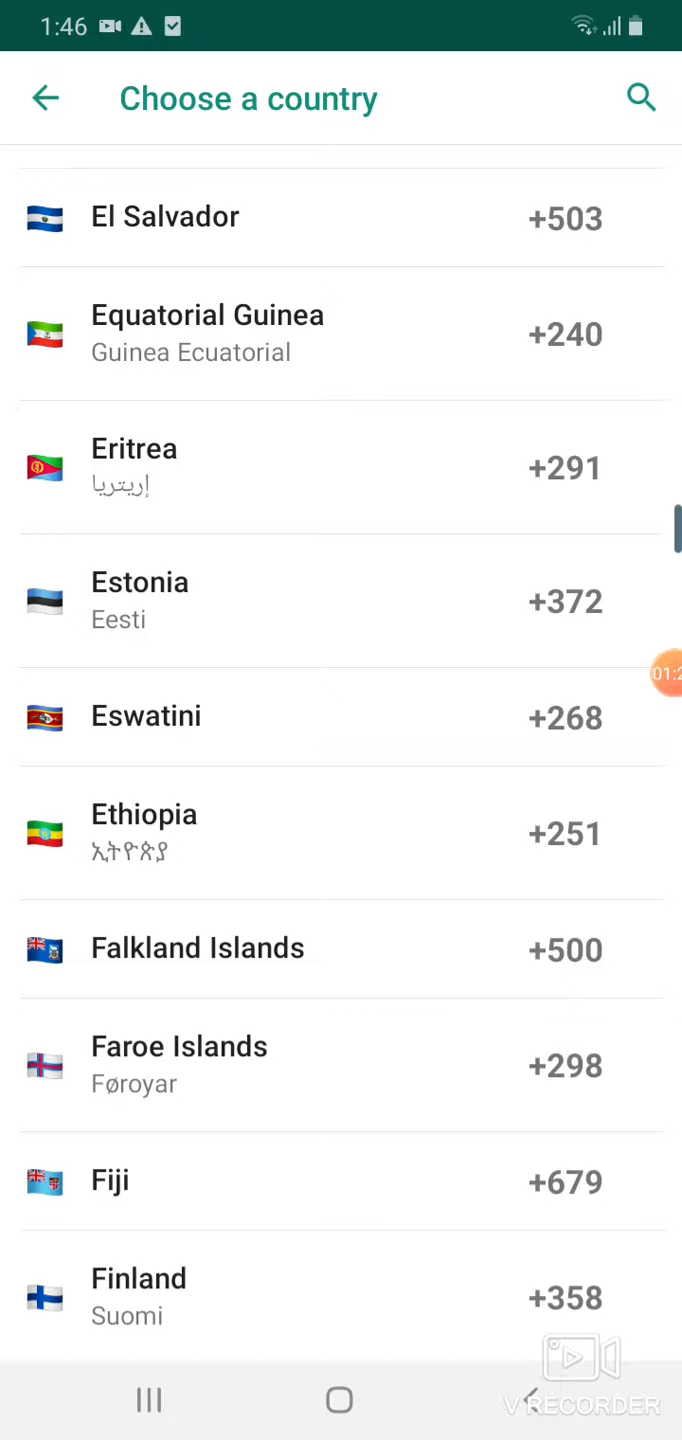 1:46
Choose a country
El Salvador +503
Equatorial Guinea +240
Guinea Ecuatorial
Eritrea +291
إريتريا
Estonia +372
Eesti
Eswatini +268
Ethiopia +251
ኢትዮጵያ
Falkland Islands +500
Faroe Islands +298
Føroyar
Fiji +679
Finland +358
Suomi
V RECORDER